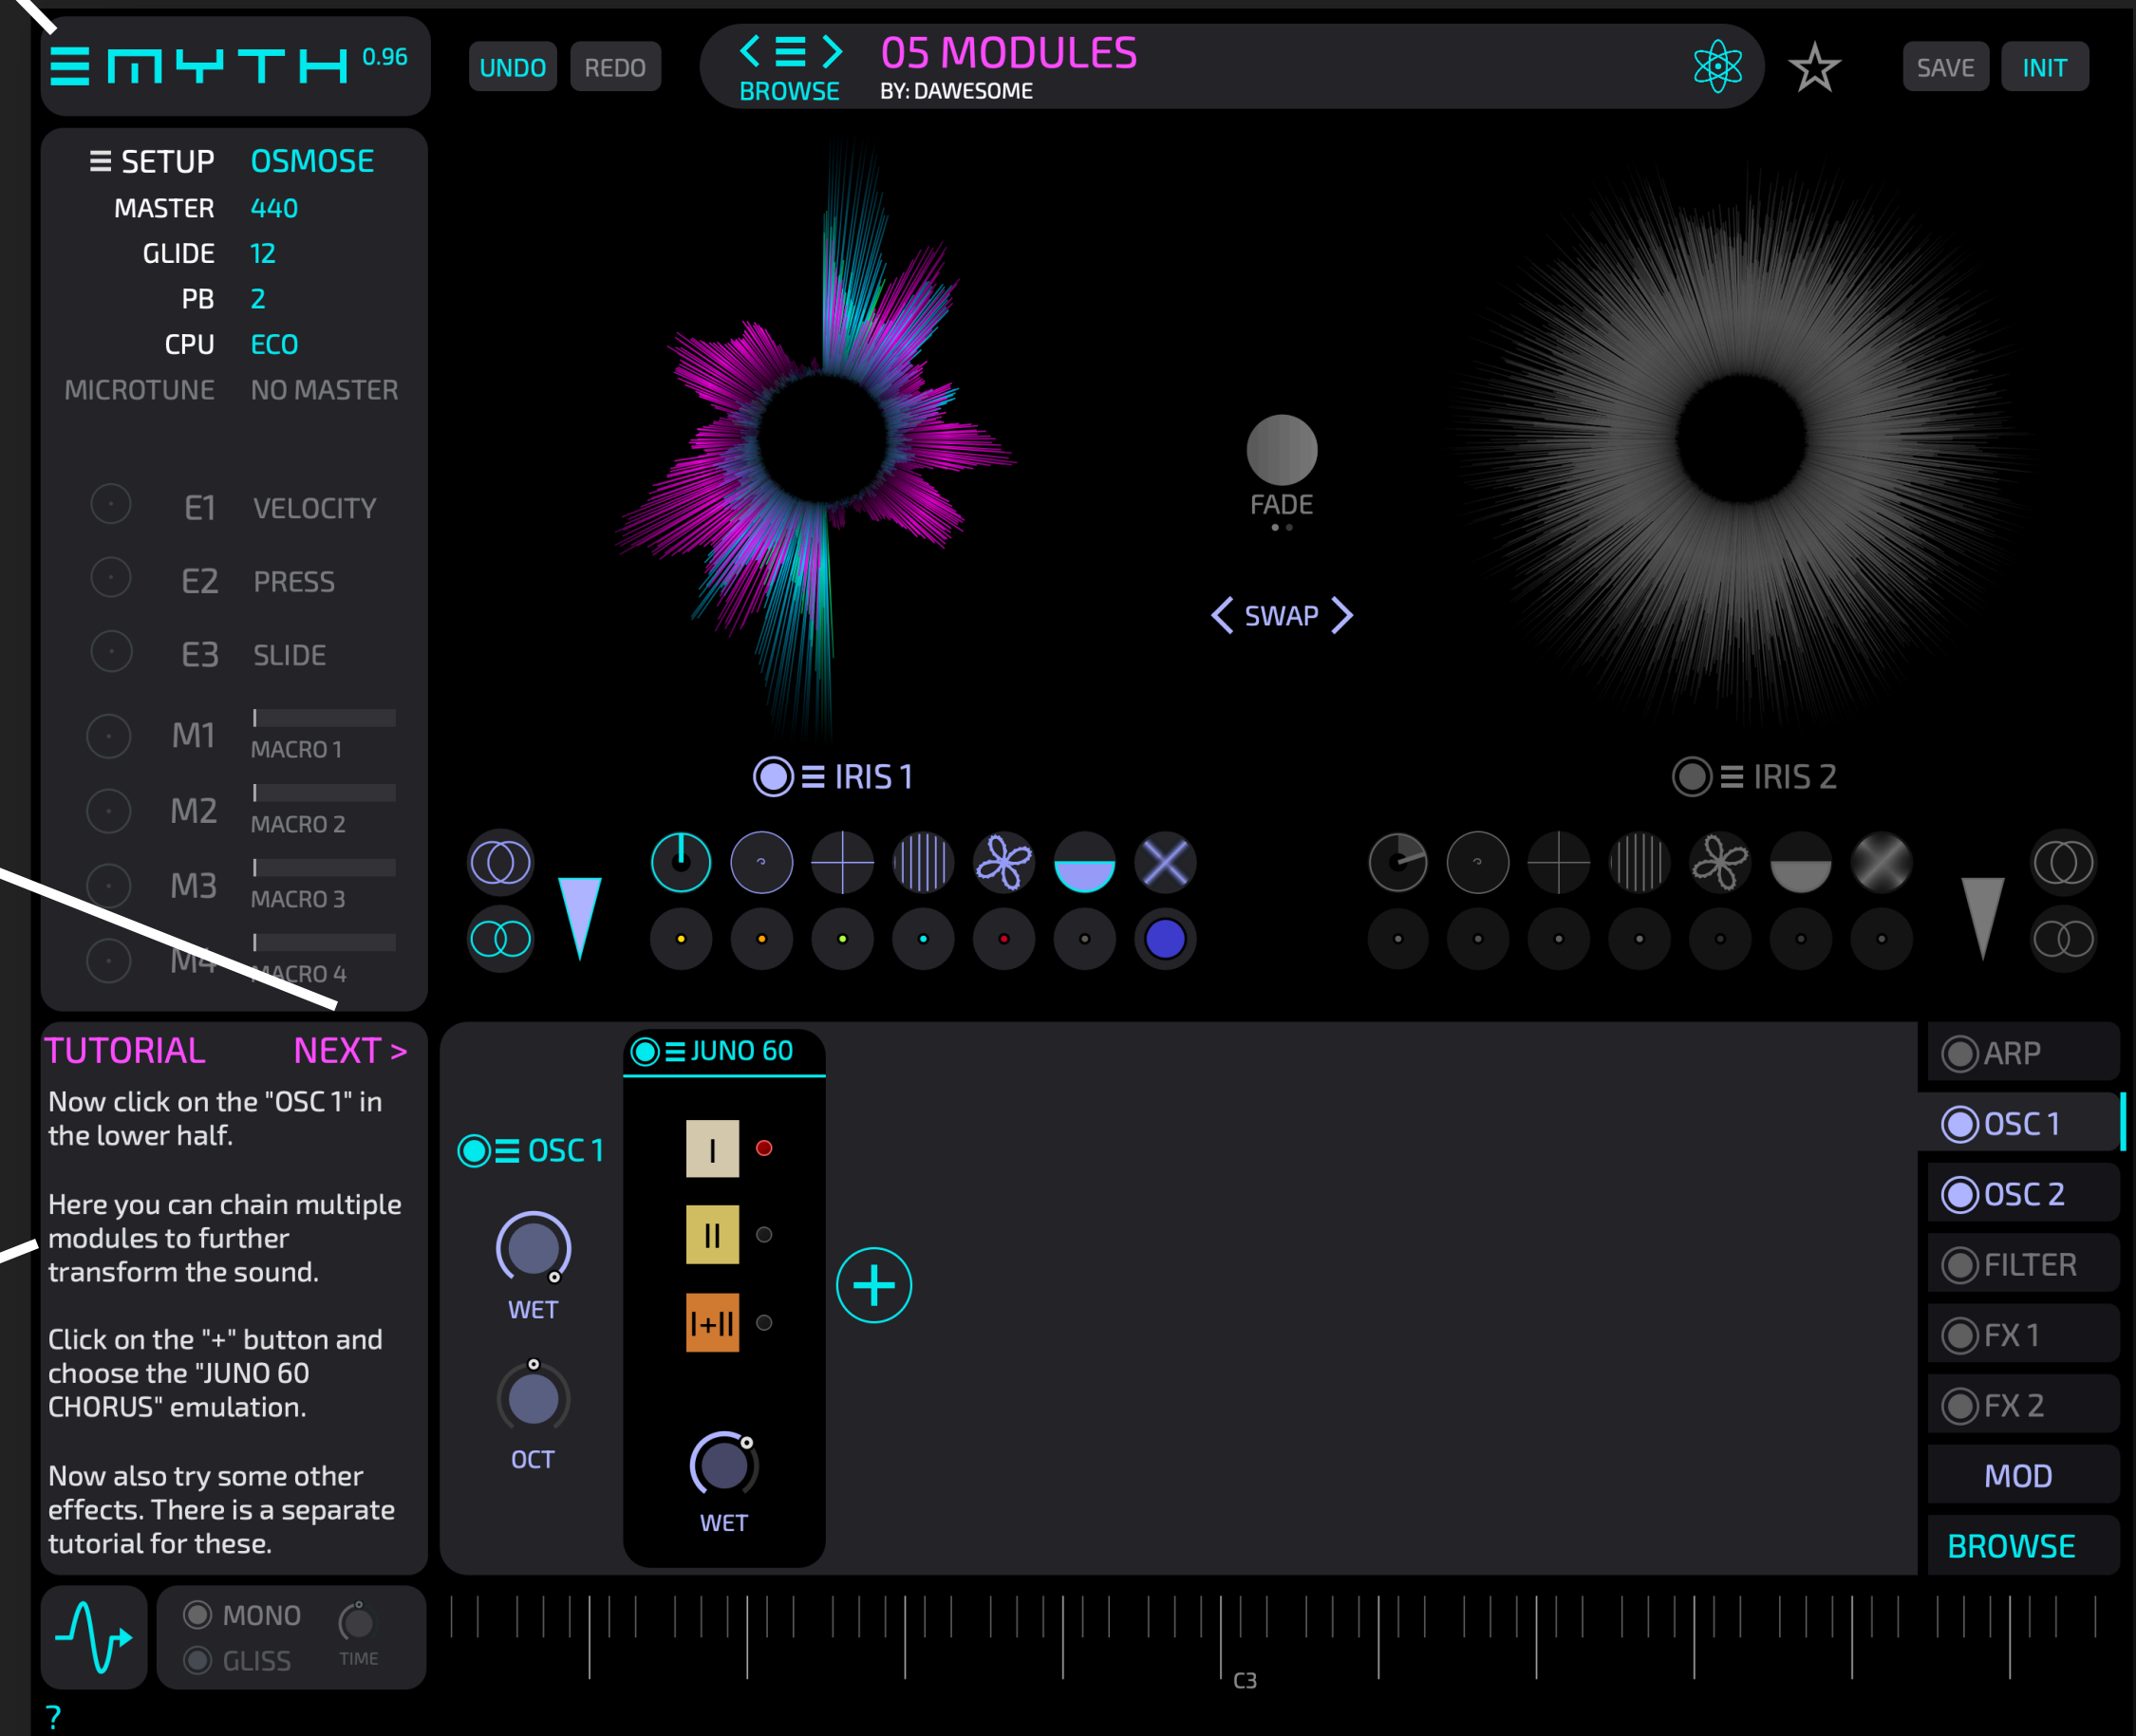 MYTH 0.96
UNDO
REDO
BROWSE
05 MODULES
BY: DAWESOME
SAVE
INIT
SETUP OSMOSE
MASTER 440
GLIDE 12
PB 2
CPU ECO
MICROTUNE NO MASTER
E1 VELOCITY
E2 PRESS
E3 SLIDE
M1 MACRO 1
M2 MACRO 2
M3 MACRO 3
M4 MACRO 4
FADE
SWAP
IRIS 1
IRIS 2
TUTORIAL NEXT >
Now click on the "OSC 1" in
the lower half.
Here you can chain multiple
modules to further
transform the sound.
Click on the "+" button and
choose the "JUNO 60
CHORUS" emulation.
Now also try some other
effects. There is a separate
tutorial for these.
OSC 1
WET
OCT
JUNO 60
I
II
I+II
WET
ARP
OSC 1
OSC 2
FILTER
FX 1
FX 2
MOD
BROWSE
MONO
GLISS
TIME
C3
?